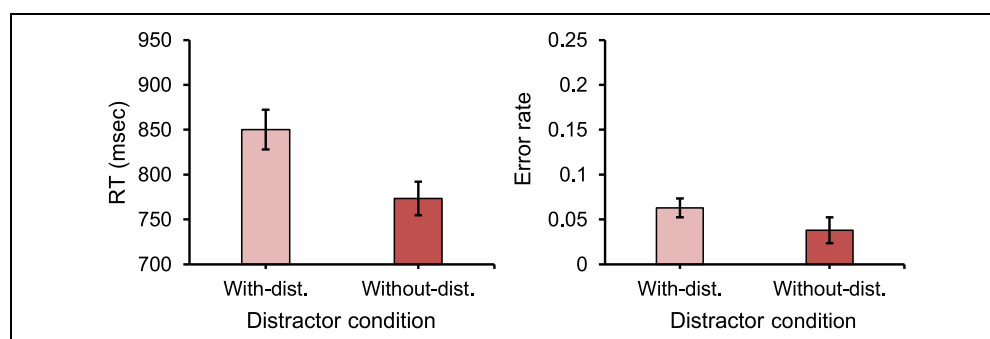 950
900
850
800
750
700
RT (msec)
With-dist.
Without-dist.
Distractor condition
0.25
0.2
0.15
0.1
0.05
0
Error rate
With-dist.
Without-dist.
Distractor condition